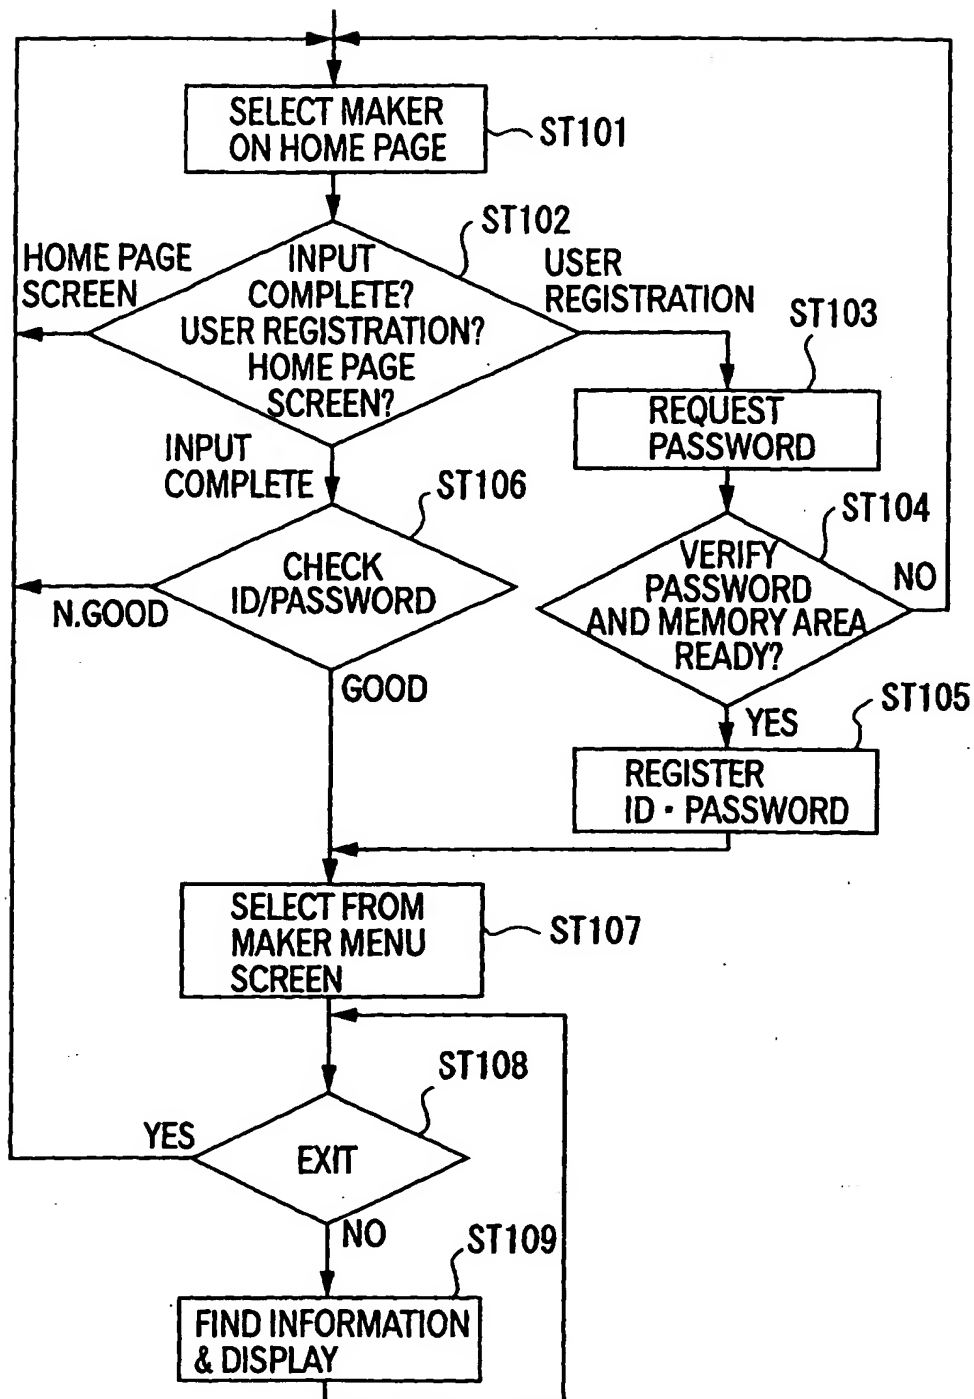 SELECT MAKER
ON HOME PAGE
ST101
ST102
HOME PAGE
SCREEN
INPUT
COMPLETE?
USER REGISTRATION?
HOME PAGE
SCREEN?
USER
REGISTRATION
ST103
REQUEST
PASSWORD
INPUT
COMPLETE
ST106
CHECK
ID/PASSWORD
N.GOOD
GOOD
ST104
VERIFY
PASSWORD
AND MEMORY AREA
READY?
NO
YES
ST105
REGISTER
ID・PASSWORD
SELECT FROM
MAKER MENU
SCREEN
ST107
ST108
YES
EXIT
NO
ST109
FIND INFORMATION
& DISPLAY